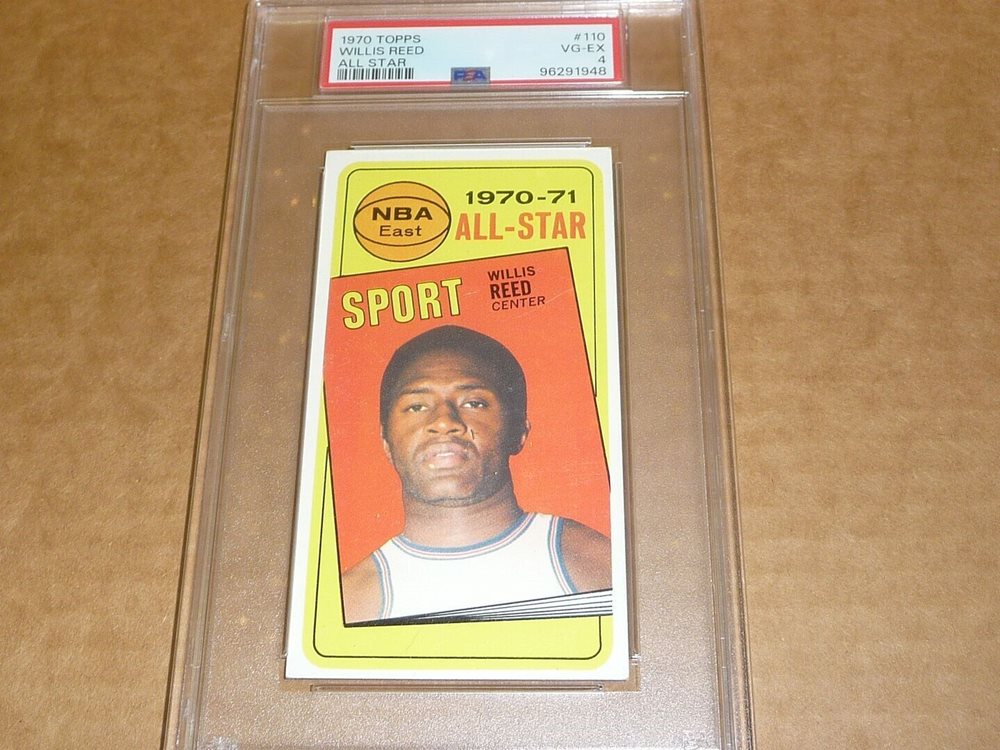 1970 TOPPS #110
WILLIS REED VG-EX
ALL STAR 4
PSA 96291948
NBA
East
1970-71
ALL-STAR
SPORT
WILLIS
REED
CENTER